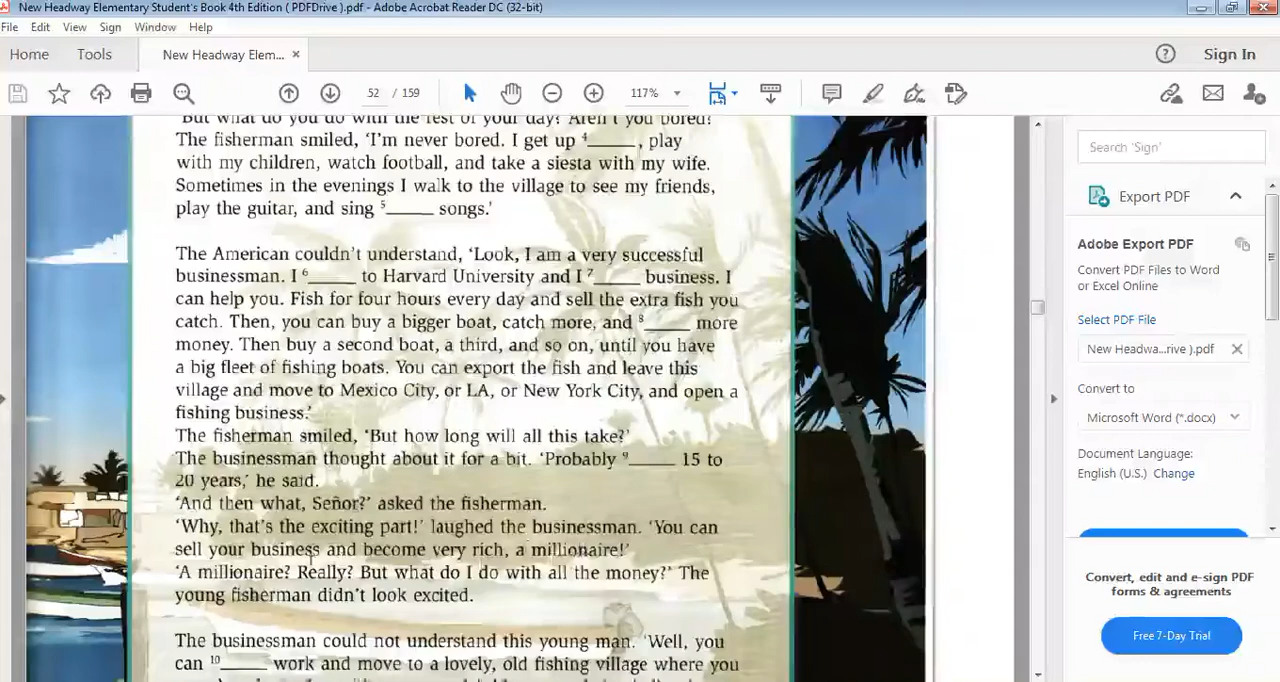 New Headway Elementary Student's Book 4th Edition ( PDFDrive ).pdf - Adobe Acrobat Reader DC (32-bit)
File Edit View Sign Window Help
Home Tools New Headway Elem... × Sign In
52 / 159 117%
'But what do you do with the rest of your day? Aren't you bored?'
The fisherman smiled, 'I'm never bored. I get up 4_____, play
with my children, watch football, and take a siesta with my wife.
Sometimes in the evenings I walk to the village to see my friends,
play the guitar, and sing 5_____ songs.'
The American couldn't understand, 'Look, I am a very successful
businessman. I 6_____ to Harvard University and I 7_____ business. I
can help you. Fish for four hours every day and sell the extra fish you
catch. Then, you can buy a bigger boat, catch more, and 8_____ more
money. Then buy a second boat, a third, and so on, until you have
a big fleet of fishing boats. You can export the fish and leave this
village and move to Mexico City, or LA, or New York City, and open a
fishing business.'
The fisherman smiled, 'But how long will all this take?'
The businessman thought about it for a bit. 'Probably 9_____ 15 to
20 years,' he said.
'And then what, Señor?' asked the fisherman.
'Why, that's the exciting part!' laughed the businessman. 'You can
sell your business and become very rich, a millionaire!'
'A millionaire? Really? But what do I do with all the money?' The
young fisherman didn't look excited.
The businessman could not understand this young man. 'Well, you
can 10_____ work and move to a lovely, old fishing village where you
Search 'Sign'
Export PDF
Adobe Export PDF
Convert PDF Files to Word
or Excel Online
Select PDF File
New Headwa...rive ).pdf ×
Convert to
Microsoft Word (*.docx)
Document Language:
English (U.S.) Change
Convert, edit and e-sign PDF
forms & agreements
Free 7-Day Trial